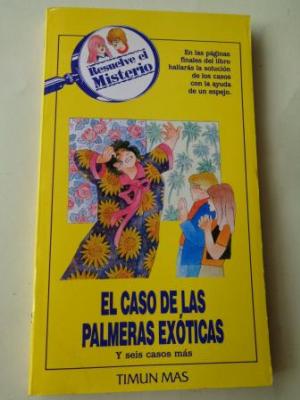 Resuelve el
Misterio
En las páginas
finales del libro
hallarás la solución
de los casos
con la ayuda
de un espejo.
EL CASO DE LAS
PALMERAS EXÓTICAS
Y seis casos más
TIMUN MAS